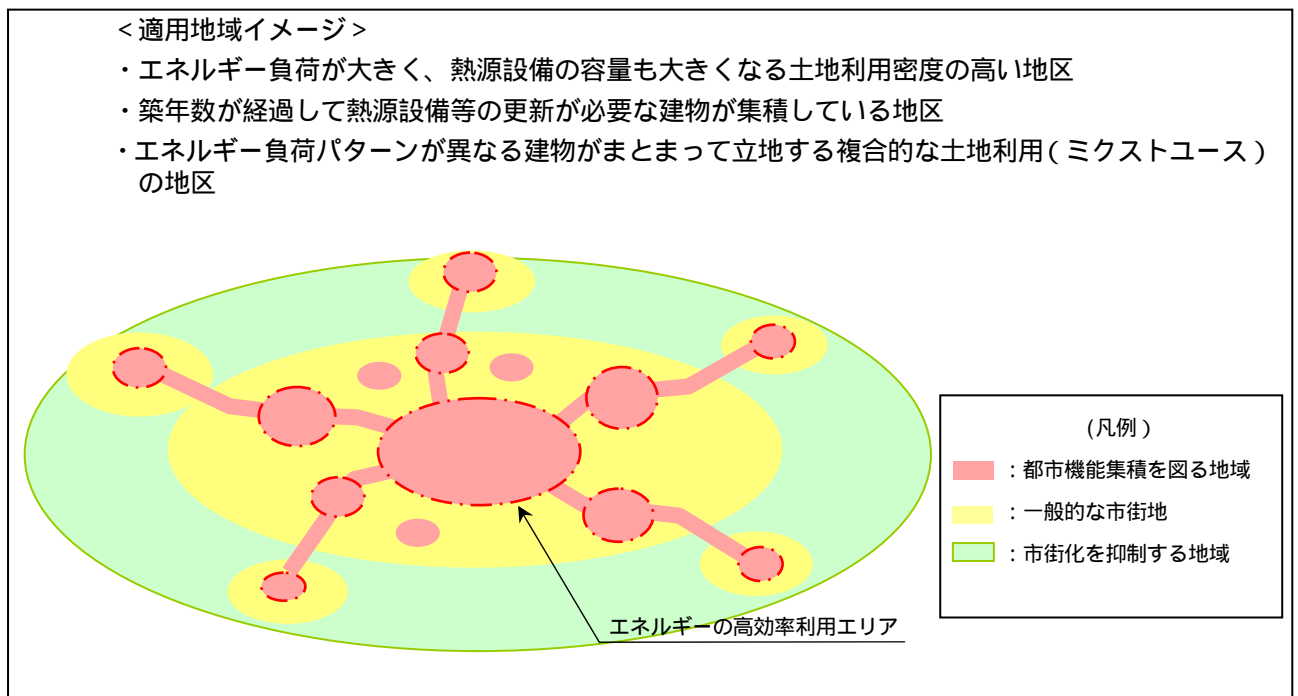 <適用地域イメージ>
・エネルギー負荷が大きく、熱源設備の容量も大きくなる土地利用密度の高い地区
・築年数が経過して熱源設備等の更新が必要な建物が集積している地区
・エネルギー負荷パターンが異なる建物がまとまって立地する複合的な土地利用(ミクストユース)
の地区
(凡例)
:都市機能集積を図る地域
:一般的な市街地
:市街化を抑制する地域
エネルギーの高効率利用エリア